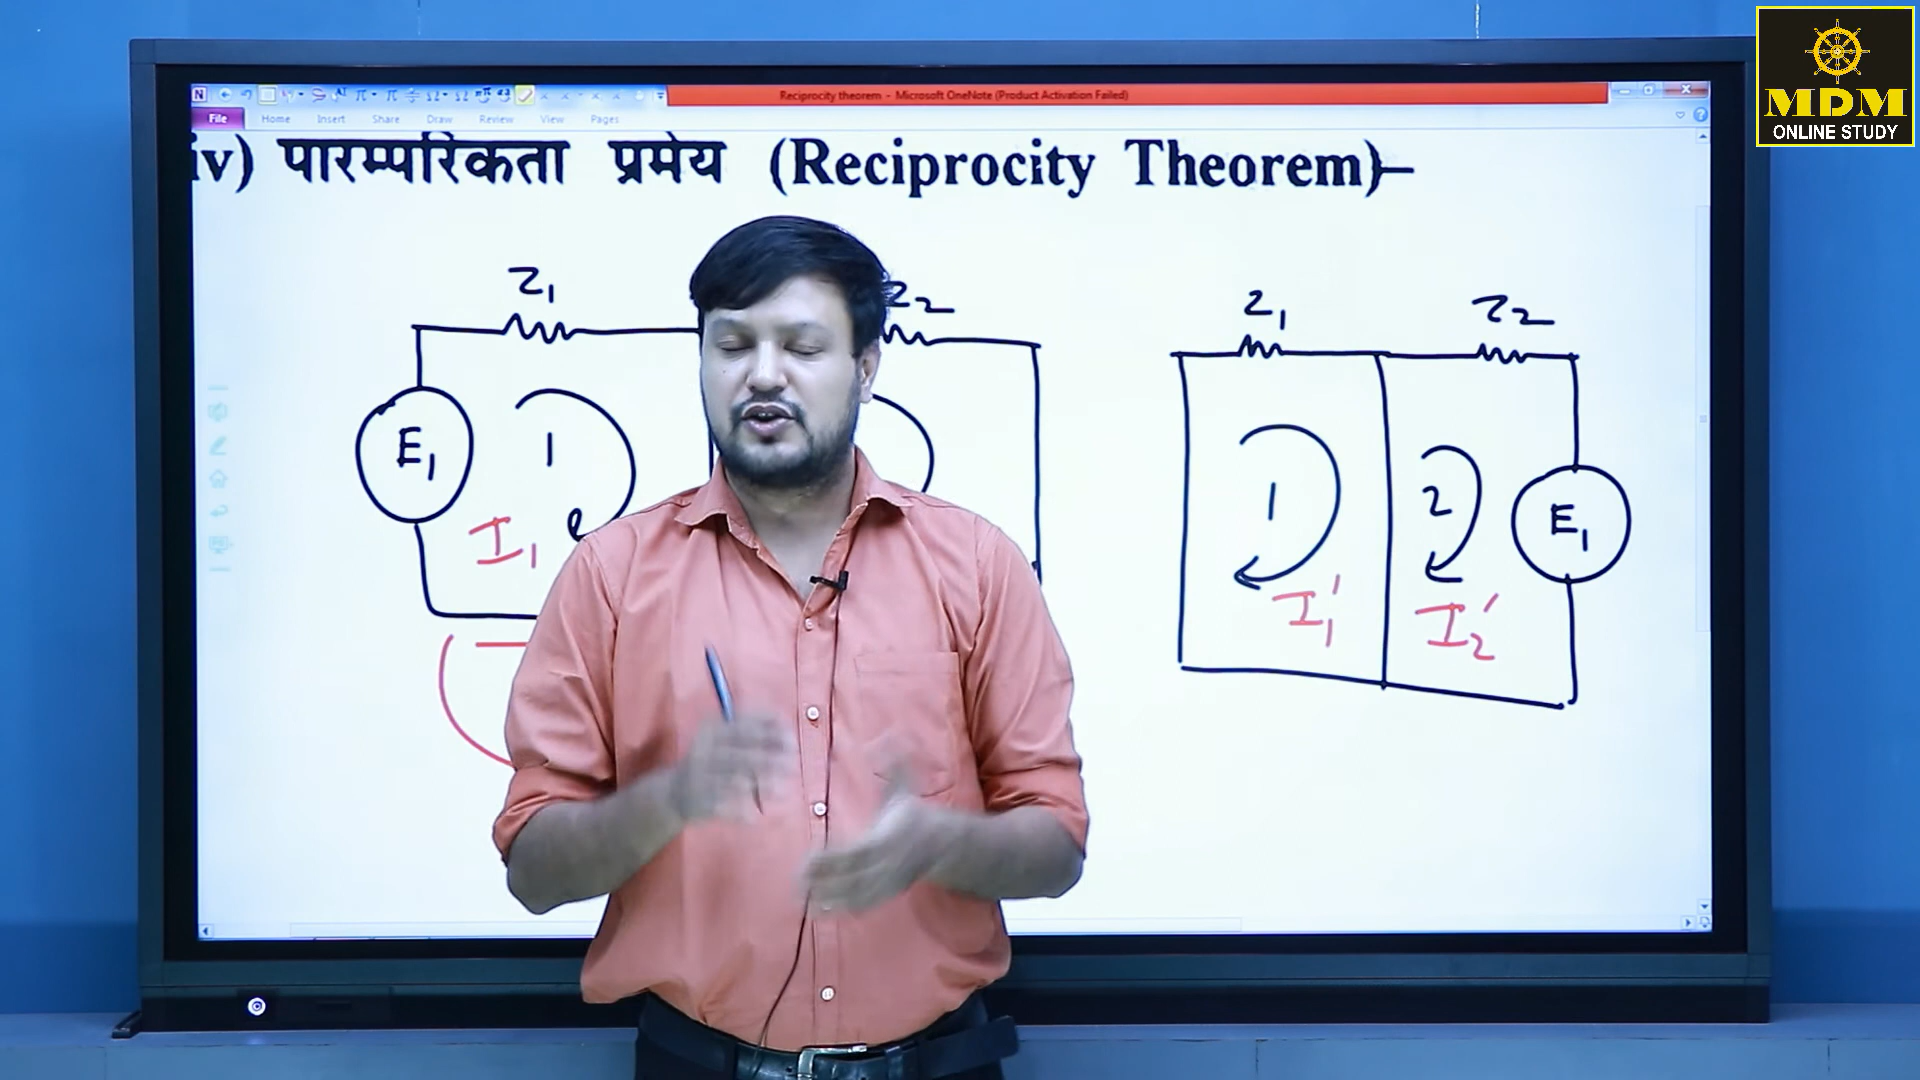 MDM
ONLINE STUDY
Reciprocity theorem - Microsoft OneNote (Product Activation Failed)
File Home Insert Share Draw Review View Pages
iv) पारम्परिकता प्रमेय (Reciprocity Theorem)–
Z1 Z2 Z1 Z2
E1 1 1 2 E1
I1 I1' I2'